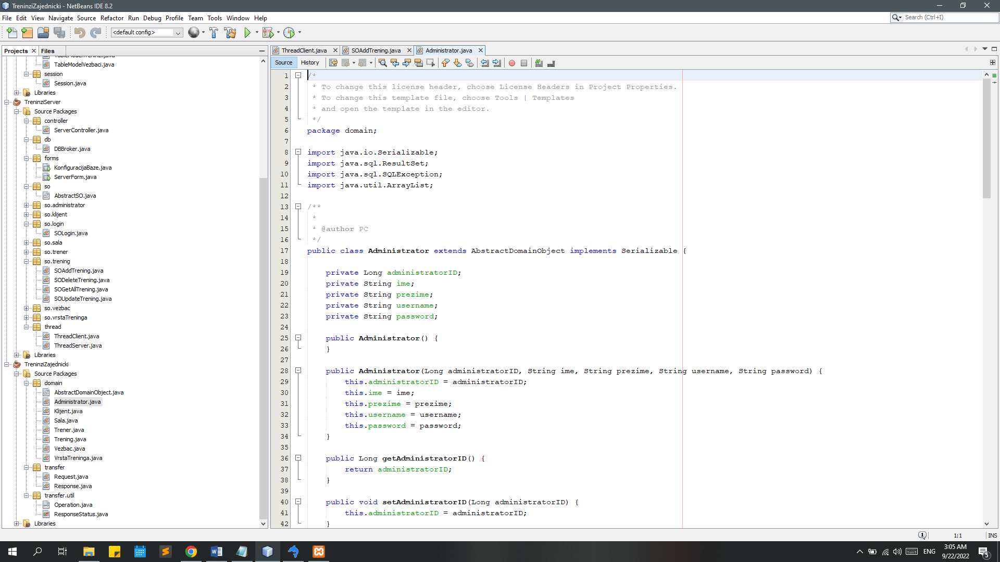 TreninziZajednicki - NetBeans IDE 8.2
File Edit View Navigate Source Refactor Run Debug Profile Team Tools Window Help
Search (Ctrl+I)
<default config>
Projects Files
TableModelTreninzi.java
TableModelVezbaci.java
session
Session.java
Libraries
TreninziServer
Source Packages
controller
ServerController.java
db
DBBroker.java
forms
KonfiguracijaBaze.java
ServerForm.java
so
AbstractSO.java
so.administrator
so.klijent
so.login
SOLogin.java
so.sala
so.trener
so.trening
SOAddTrening.java
SODeleteTrening.java
SOGetAllTrening.java
SOUpdateTrening.java
so.vezbac
so.vrstaTreninga
thread
ThreadClient.java
ThreadServer.java
Libraries
TreninziZajednicki
Source Packages
domain
AbstractDomainObject.java
Administrator.java
Klijent.java
Sala.java
Trener.java
Trening.java
Vezbac.java
VrstaTreninga.java
transfer
Request.java
Response.java
transfer.util
Operation.java
ResponseStatus.java
Libraries
ThreadClient.java SOAddTrening.java Administrator.java
Source History
1 /*
2 * To change this license header, choose License Headers in Project Properties.
3 * To change this template file, choose Tools | Templates
4 * and open the template in the editor.
5 */
6 package domain;
7
8 import java.io.Serializable;
9 import java.sql.ResultSet;
10 import java.sql.SQLException;
11 import java.util.ArrayList;
12
13 /**
14 *
15 * @author PC
16 */
17 public class Administrator extends AbstractDomainObject implements Serializable {
18
19 private Long administratorID;
20 private String ime;
21 private String prezime;
22 private String username;
23 private String password;
24
25 public Administrator() {
26 }
27
28 public Administrator(Long administratorID, String ime, String prezime, String username, String password) {
29 this.administratorID = administratorID;
30 this.ime = ime;
31 this.prezime = prezime;
32 this.username = username;
33 this.password = password;
34 }
35
36 public Long getAdministratorID() {
37 return administratorID;
38 }
39
40 public void setAdministratorID(Long administratorID) {
41 this.administratorID = administratorID;
42 }
1 1:1 INS
ENG 3:05 AM
9/22/2022 5